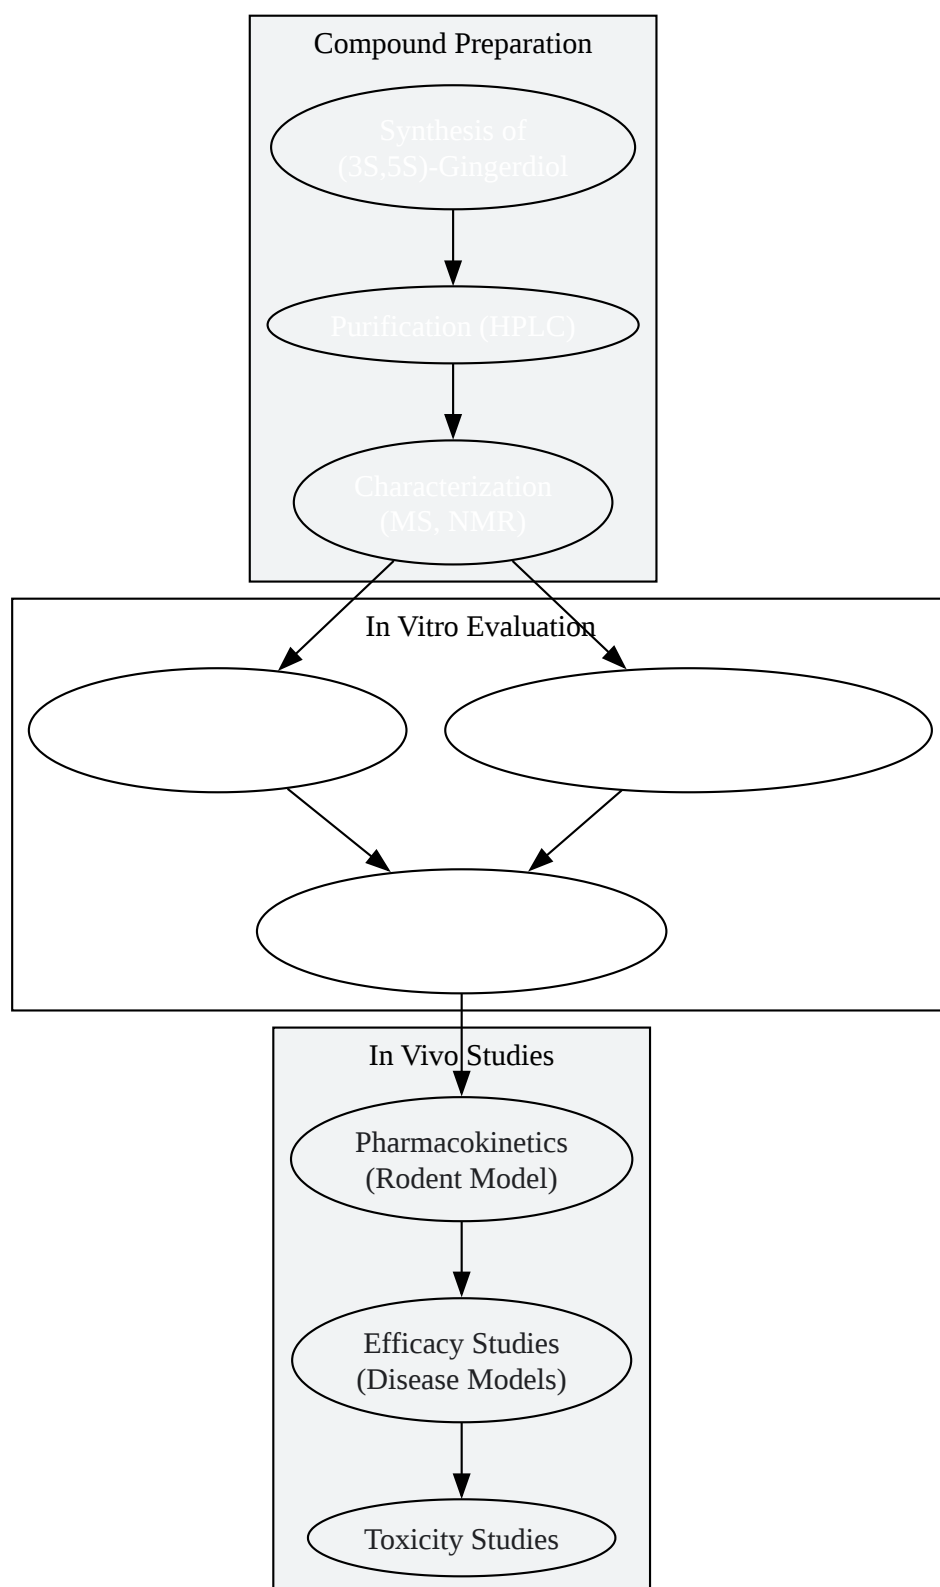 Compound Preparation
Synthesis of
(3S,5S)-Gingerdiol
Purification (HPLC)
Characterization
(MS, NMR)
In Vitro Evaluation
In Vivo Studies
Pharmacokinetics
(Rodent Model)
Efficacy Studies
(Disease Models)
Toxicity Studies